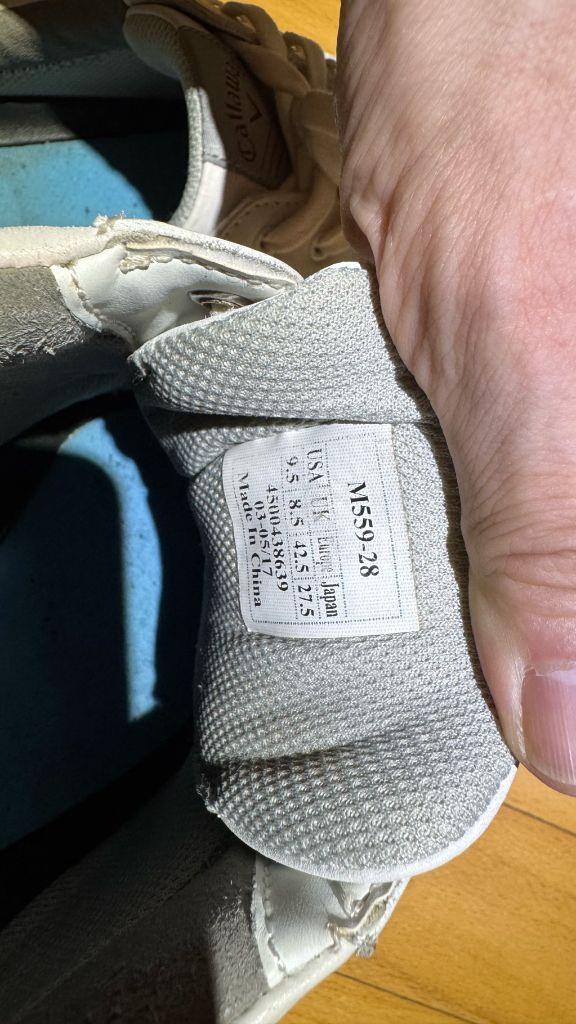 Callaway
M559-28
USA UK Europe Japan
9.5 8.5 42.5 27.5
4500438639
03-05/17
Made In China